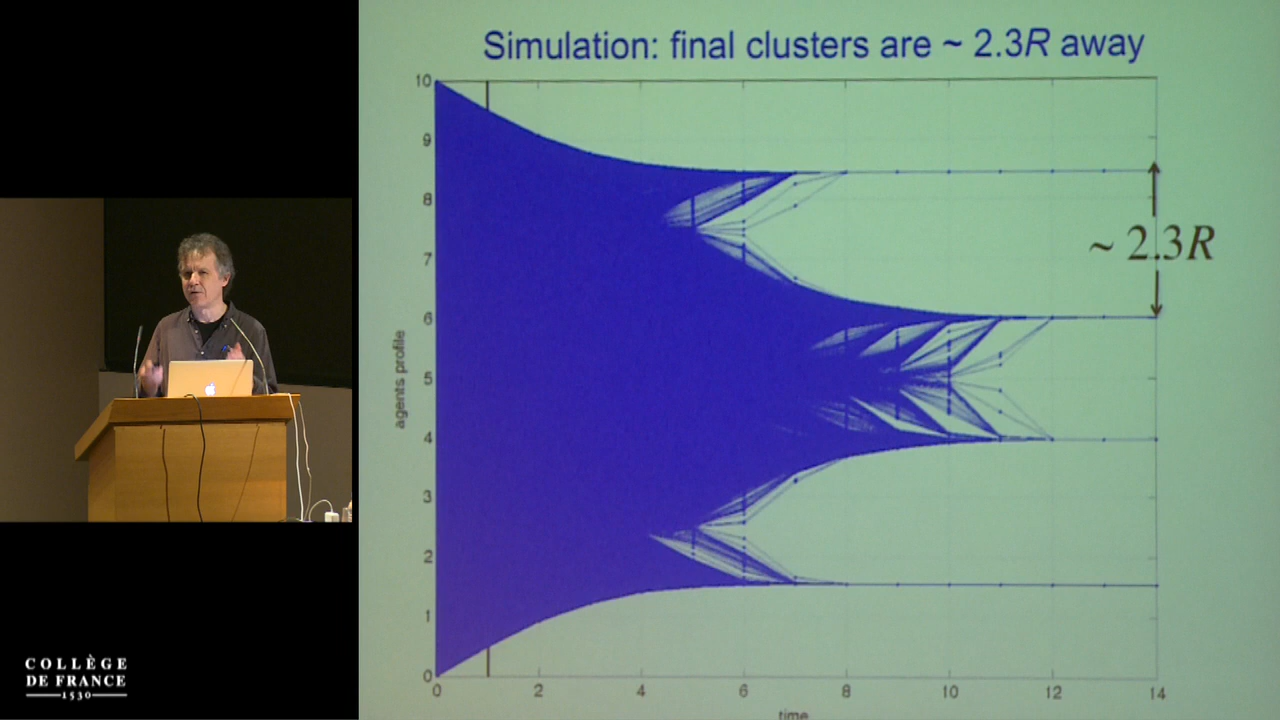 Simulation: final clusters are ~ 2.3R away
10
9
8
7
6
5
4
3
2
1
0
agents profile
~ 2.3R
0 2 4 6 8 10 12 14
time
COLLÈGE
DE FRANCE
1530